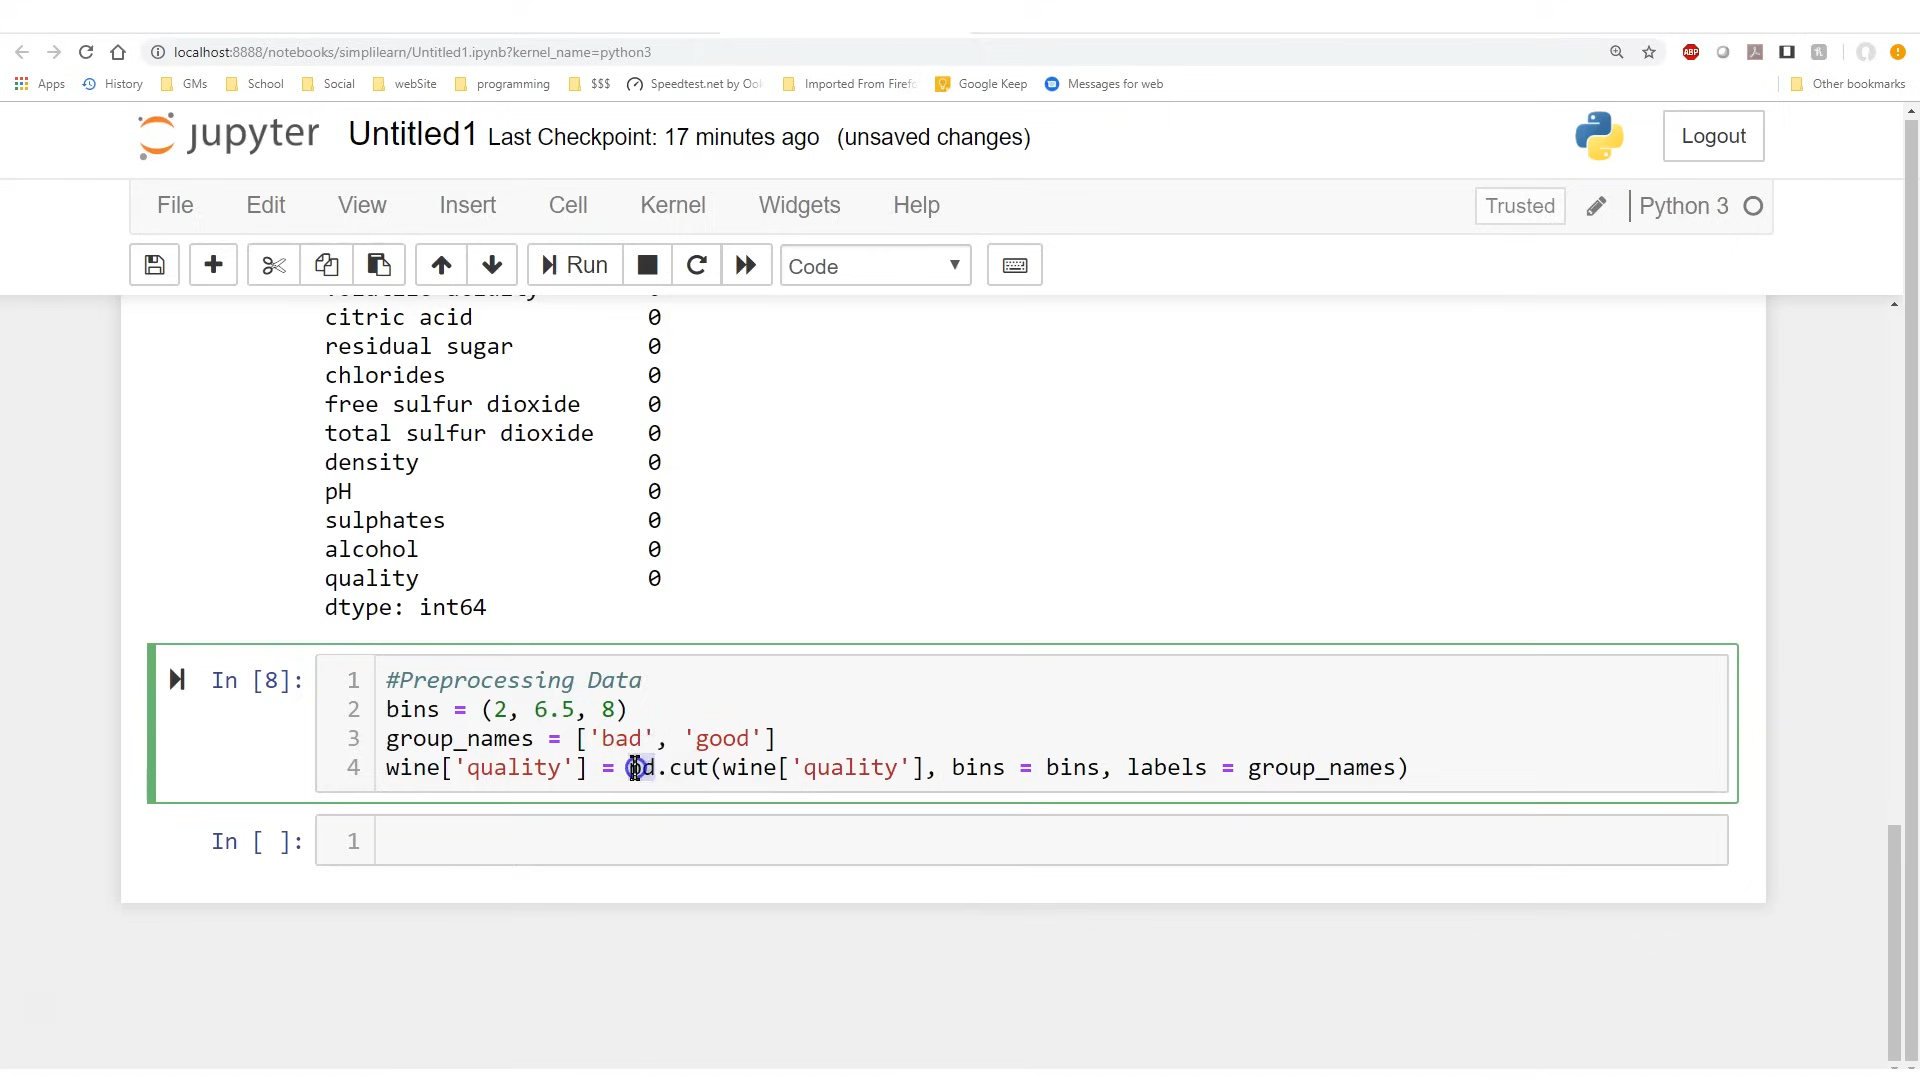 localhost:8888/notebooks/simplilearn/Untitled1.ipynb?kernel_name=python3
ABP
Apps History GMs School Social webSite programming $$$ Speedtest.net by Ook Imported From Firefo Google Keep Messages for web Other bookmarks
jupyter Untitled1 Last Checkpoint: 17 minutes ago (unsaved changes) Logout
File Edit View Insert Cell Kernel Widgets Help Trusted Python 3
Run Code
citric acid 0
residual sugar 0
chlorides 0
free sulfur dioxide 0
total sulfur dioxide 0
density 0
pH 0
sulphates 0
alcohol 0
quality 0
dtype: int64
In [8]: 1 #Preprocessing Data
2 bins = (2, 6.5, 8)
3 group_names = ['bad', 'good']
4 wine['quality'] = pd.cut(wine['quality'], bins = bins, labels = group_names)
In [ ]: 1